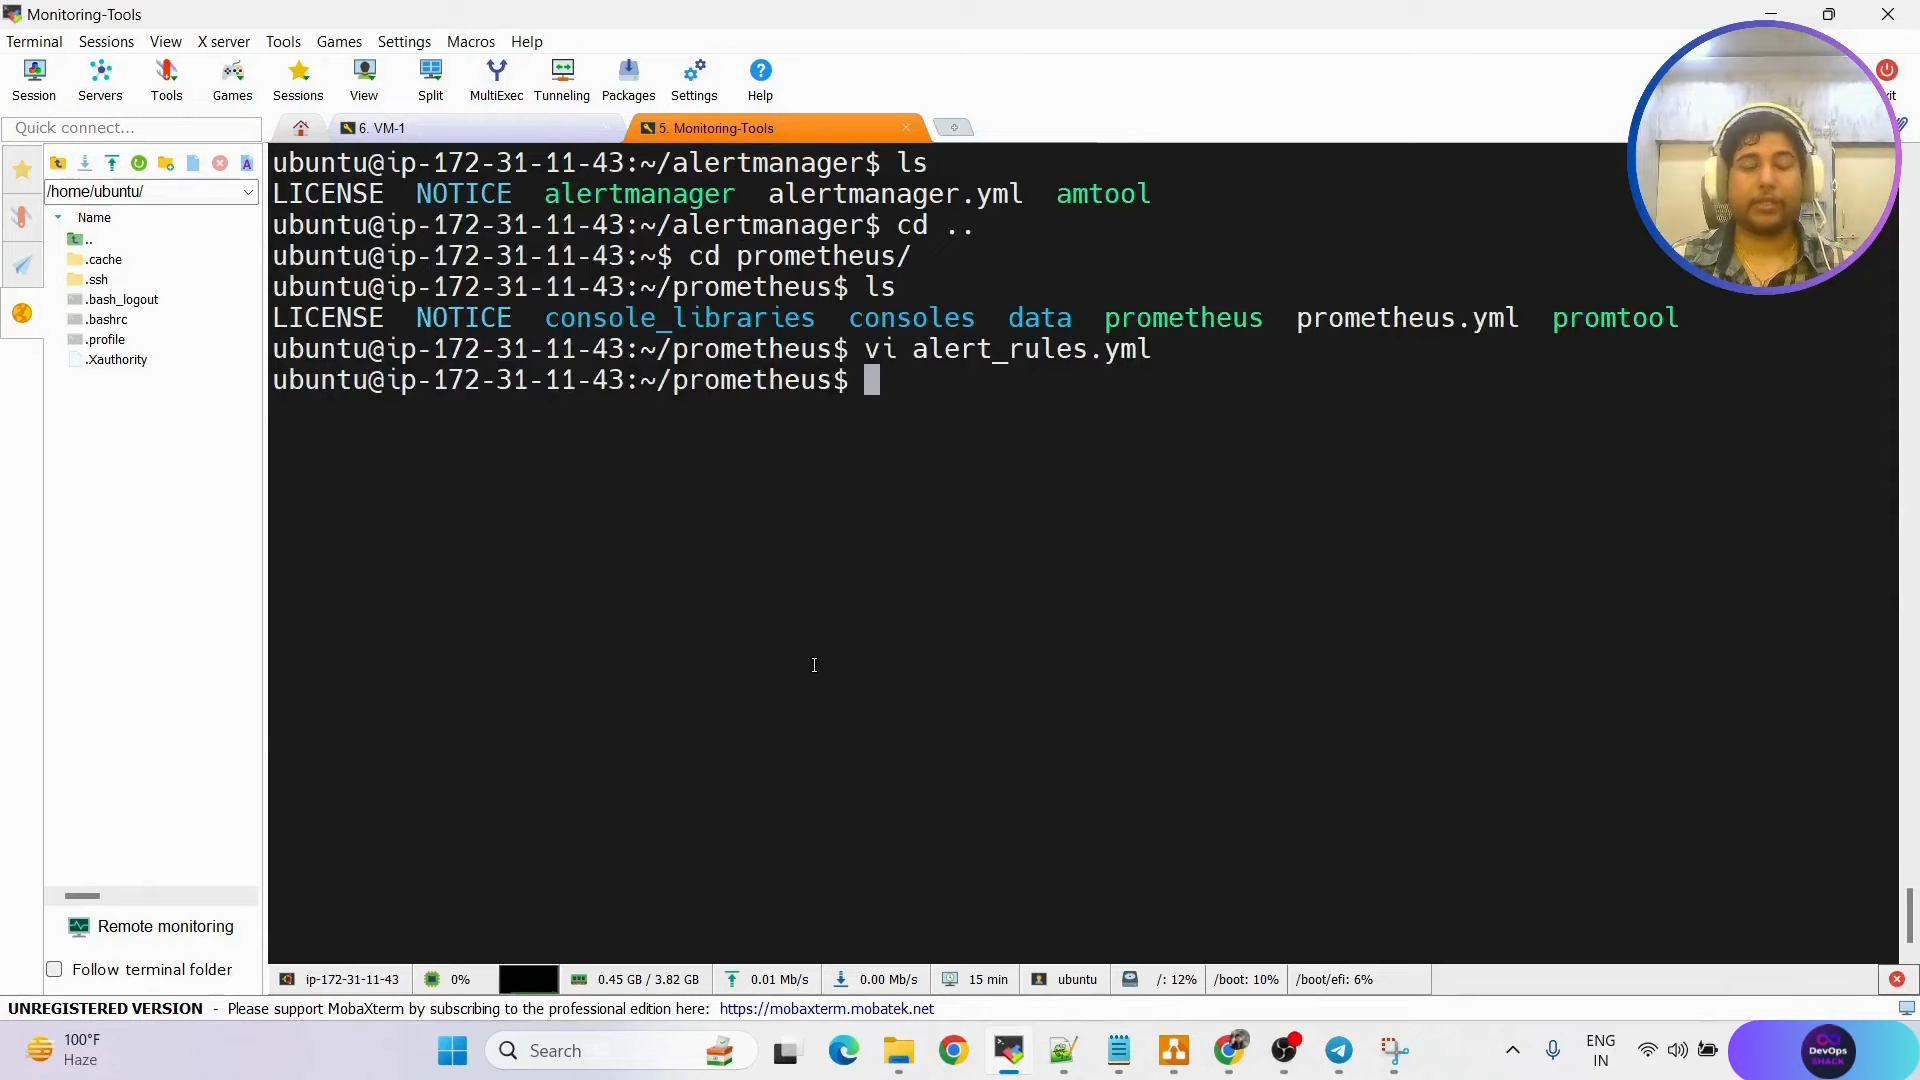 Monitoring-Tools
Terminal Sessions View X server Tools Games Settings Macros Help
Session Servers Tools Games Sessions View Split MultiExec Tunneling Packages Settings Help
Quick connect...
6. VM-1
5. Monitoring-Tools
/home/ubuntu/
Name
..
.cache
.ssh
.bash_logout
.bashrc
.profile
.Xauthority
ubuntu@ip-172-31-11-43:~/alertmanager$ ls
LICENSE NOTICE alertmanager alertmanager.yml amtool
ubuntu@ip-172-31-11-43:~/alertmanager$ cd ..
ubuntu@ip-172-31-11-43:~$ cd prometheus/
ubuntu@ip-172-31-11-43:~/prometheus$ ls
LICENSE NOTICE console_libraries consoles data prometheus prometheus.yml promtool
ubuntu@ip-172-31-11-43:~/prometheus$ vi alert_rules.yml
ubuntu@ip-172-31-11-43:~/prometheus$
Remote monitoring
Follow terminal folder
ip-172-31-11-43 0% 0.45 GB / 3.82 GB 0.01 Mb/s 0.00 Mb/s 15 min ubuntu /: 12% /boot: 10% /boot/efi: 6%
UNREGISTERED VERSION - Please support MobaXterm by subscribing to the professional edition here: https://mobaxterm.mobatek.net
100°F
Haze
Search
ENG
IN
DevOps
SHACK